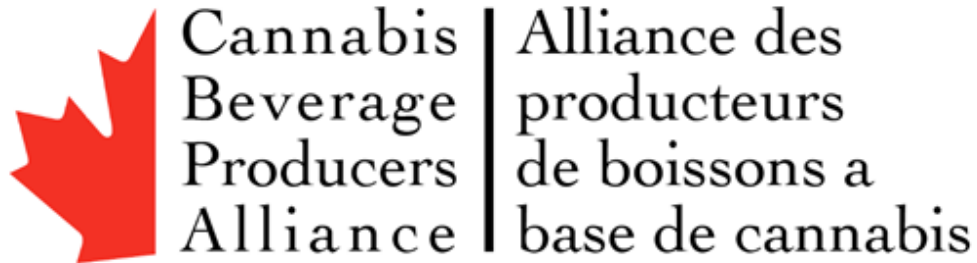 Cannabis
Beverage
Producers
Alliance
Alliance des
producteurs
de boissons a
base de cannabis